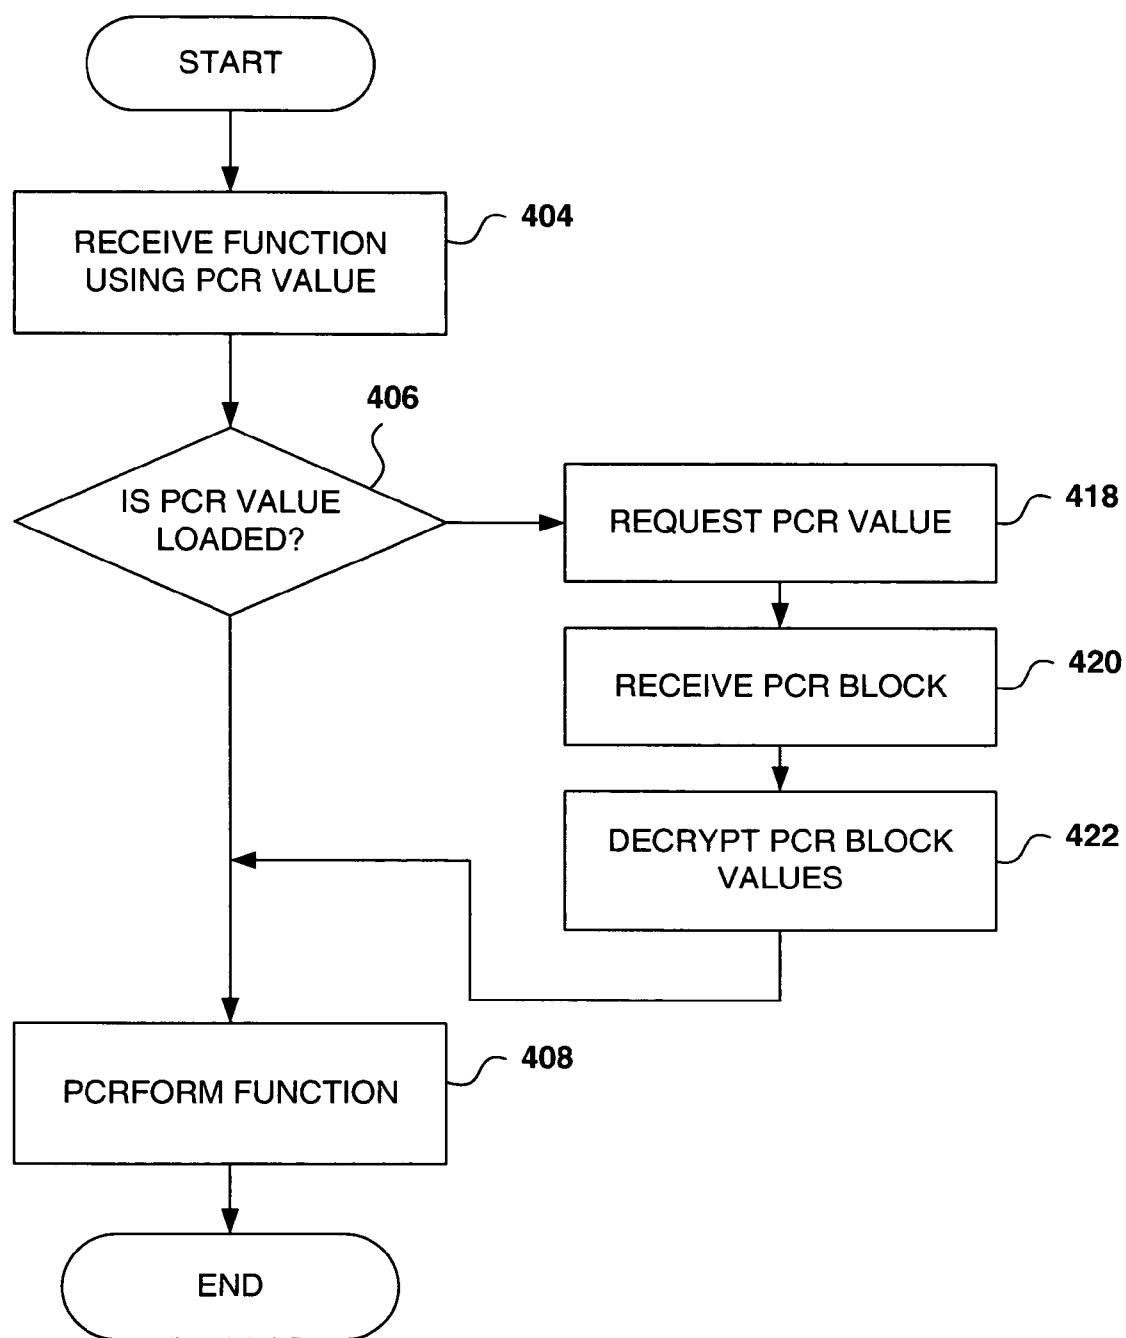 START
RECEIVE FUNCTION
USING PCR VALUE
404
406
IS PCR VALUE
LOADED?
REQUEST PCR VALUE
418
RECEIVE PCR BLOCK
420
DECRYPT PCR BLOCK
VALUES
422
PCRFORM FUNCTION
408
END